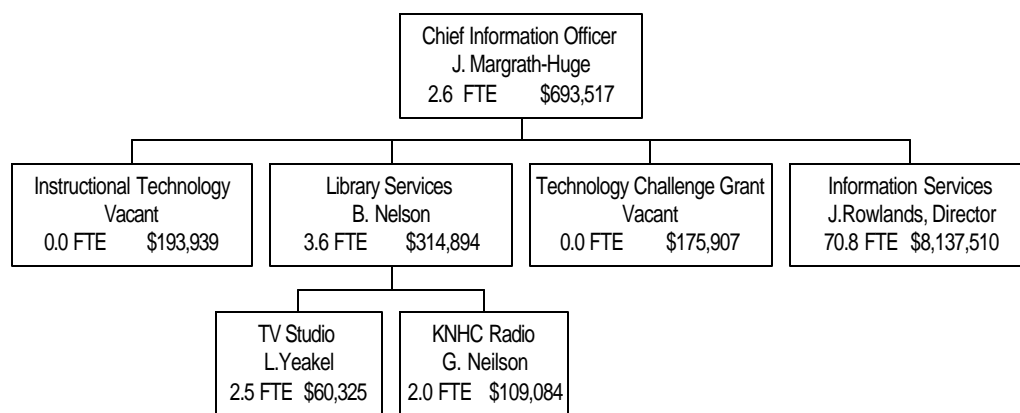 Chief Information Officer
J. Margrath-Huge
2.6 FTE $693,517
Instructional Technology
Vacant
0.0 FTE $193,939
Library Services
B. Nelson
3.6 FTE $314,894
Technology Challenge Grant
Vacant
0.0 FTE $175,907
Information Services
J.Rowlands, Director
70.8 FTE $8,137,510
TV Studio
L.Yeakel
2.5 FTE $60,325
KNHC Radio
G. Neilson
2.0 FTE $109,084